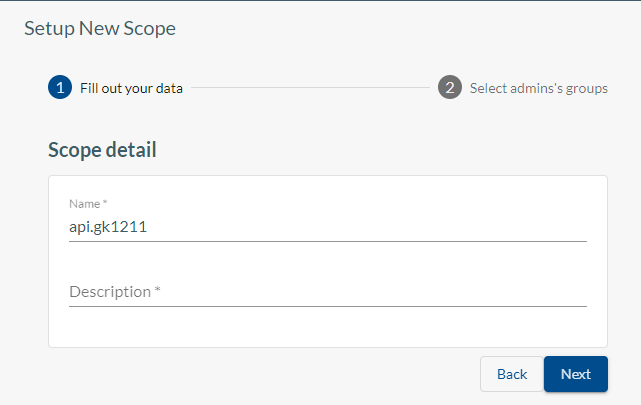 Setup New Scope
1 Fill out your data
2 Select admins's groups
Scope detail
Name *
api.gk1211
Description *
Back Next